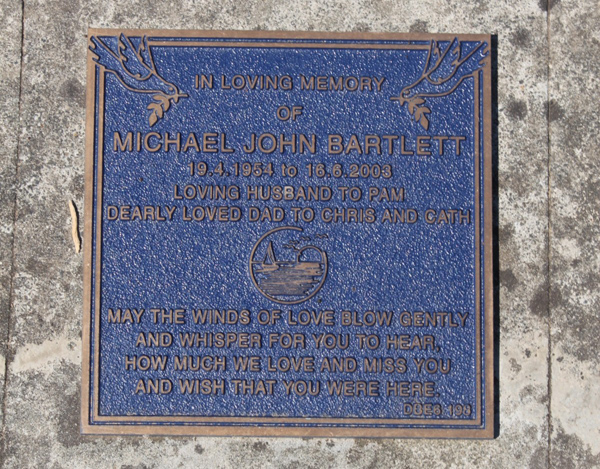 IN LOVING MEMORY
OF
MICHAEL JOHN BARTLETT
19.4.1954 to 16.6.2003
LOVING HUSBAND TO PAM
DEARLY LOVED DAD TO CHRIS AND CATH
MAY THE WINDS OF LOVE BLOW GENTLY
AND WHISPER FOR YOU TO HEAR,
HOW MUCH WE LOVE AND MISS YOU
AND WISH THAT YOU WERE HERE.